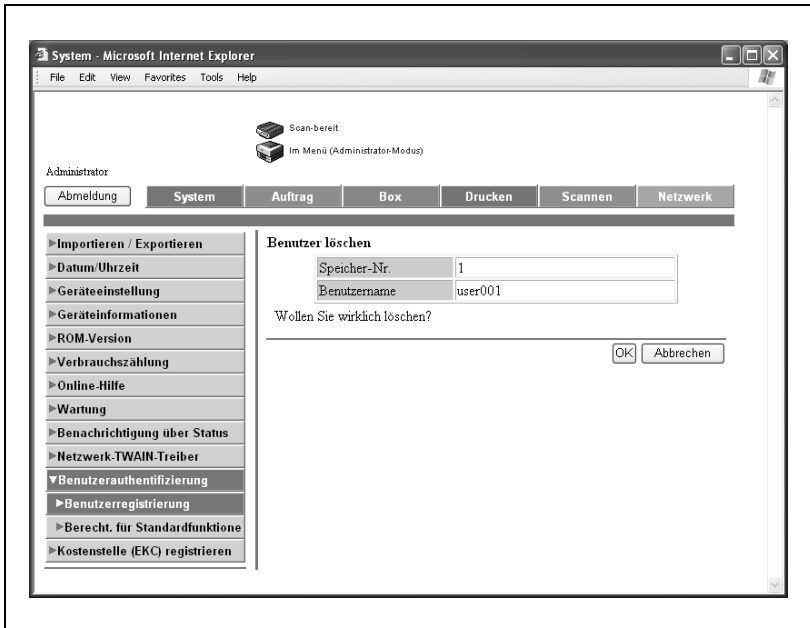 System - Microsoft Internet Explorer
File Edit View Favorites Tools Help
Scan-bereit
Im Menü (Administrator-Modus)
Administrator
Abmeldung System Auftrag Box Drucken Scannen Netzwerk
Importieren / Exportieren
Datum/Uhrzeit
Geräteeinstellung
Geräteinformationen
ROM-Version
Verbrauchszählung
Online-Hilfe
Wartung
Benachrichtigung über Status
Netzwerk-TWAIN-Treiber
Benutzerauthentifizierung
Benutzerregistrierung
Berecht. für Standardfunktione
Kostenstelle (EKC) registrieren
Benutzer löschen
Speicher-Nr. 1
Benutzername user001
Wollen Sie wirklich löschen?
OK Abbrechen